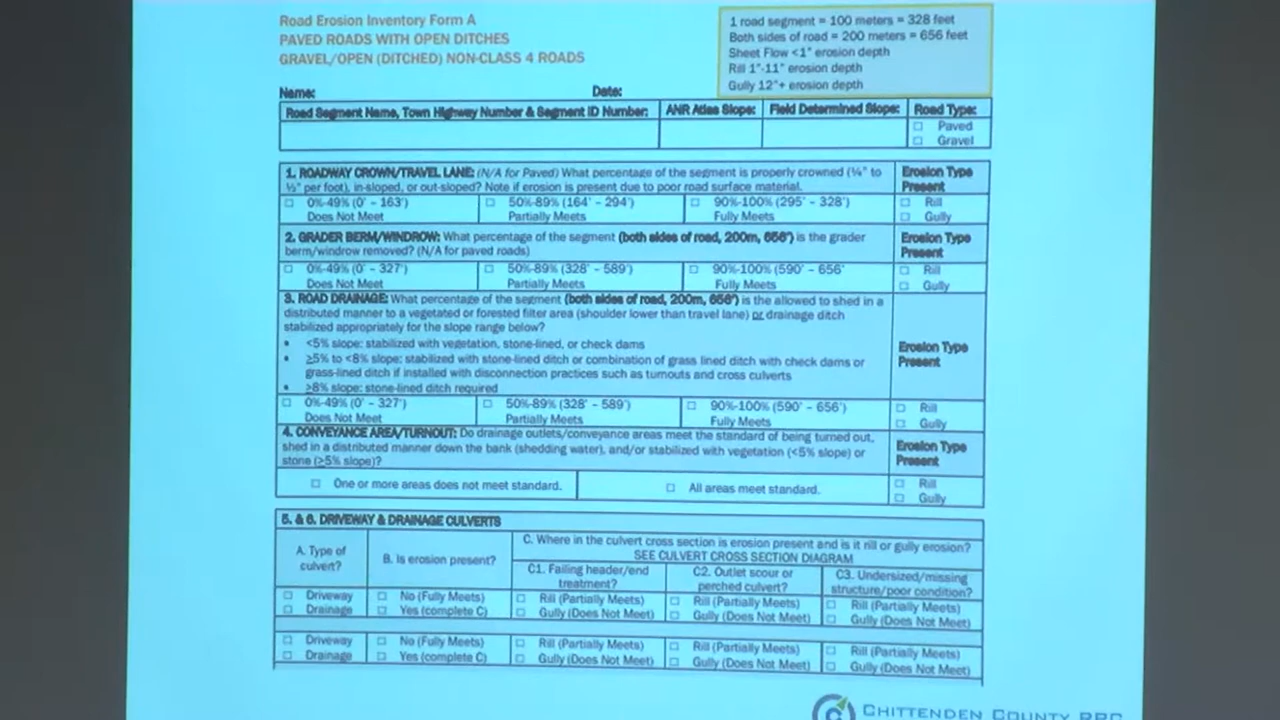 Road Erosion Inventory Form A
PAVED ROADS WITH OPEN DITCHES
GRAVEL/OPEN (DITCHED) NON-CLASS 4 ROADS
1 road segment = 100 meters = 328 feet
Both sides of road = 200 meters = 656 feet
Sheet Flow <1" erosion depth
Rill 1"-11" erosion depth
Gully 12"+ erosion depth
Name: Date:
Road Segment Name, Town Highway Number & Segment ID Number: ANR Atlas Slope: Field Determined Slope: Road Type:
☐ Paved
☐ Gravel
1. ROADWAY CROWN/TRAVEL LANE: (N/A for Paved) What percentage of the segment is properly crowned (¼" to
½" per foot), in-sloped, or out-sloped? Note if erosion is present due to poor road surface material.
Erosion Type
Present
☐ 0%-49% (0' - 163') ☐ 50%-89% (164' - 294') ☐ 90%-100% (295' - 328') ☐ Rill
Does Not Meet Partially Meets Fully Meets ☐ Gully
2. GRADER BERM/WINDROW: What percentage of the segment (both sides of road, 200m, 656') is the grader
berm/windrow removed? (N/A for paved roads)
Erosion Type
Present
☐ 0%-49% (0' - 327') ☐ 50%-89% (328' - 589') ☐ 90%-100% (590' - 656' ☐ Rill
Does Not Meet Partially Meets Fully Meets ☐ Gully
3. ROAD DRAINAGE: What percentage of the segment (both sides of road, 200m, 656') is the allowed to shed in a
distributed manner to a vegetated or forested filter area (shoulder lower than travel lane) or drainage ditch
stabilized appropriately for the slope range below?
• <5% slope: stabilized with vegetation, stone-lined, or check dams
• ≥5% to <8% slope: stabilized with stone-lined ditch or combination of grass lined ditch with check dams or
grass-lined ditch if installed with disconnection practices such as turnouts and cross culverts
• ≥8% slope: stone-lined ditch required
Erosion Type
Present
☐ 0%-49% (0' - 327') ☐ 50%-89% (328' - 589') ☐ 90%-100% (590' - 656') ☐ Rill
Does Not Meet Partially Meets Fully Meets ☐ Gully
4. CONVEYANCE AREA/TURNOUT: Do drainage outlets/conveyance areas meet the standard of being turned out,
shed in a distributed manner down the bank (shedding water), and/or stabilized with vegetation (<5% slope) or
stone (≥5% slope)?
Erosion Type
Present
☐ One or more areas does not meet standard. ☐ All areas meet standard. ☐ Rill
☐ Gully
5. & 6. DRIVEWAY & DRAINAGE CULVERTS
A. Type of
culvert?
B. Is erosion present?
C. Where in the culvert cross section is erosion present and is it rill or gully erosion?
SEE CULVERT CROSS SECTION DIAGRAM
C1. Failing header/end
treatment?
C2. Outlet scour or
perched culvert?
C3. Undersized/missing
structure/poor condition?
☐ Driveway ☐ No (Fully Meets) ☐ Rill (Partially Meets) ☐ Rill (Partially Meets) ☐ Rill (Partially Meets)
☐ Drainage ☐ Yes (complete C) ☐ Gully (Does Not Meet) ☐ Gully (Does Not Meet) ☐ Gully (Does Not Meet)
☐ Driveway ☐ No (Fully Meets) ☐ Rill (Partially Meets) ☐ Rill (Partially Meets) ☐ Rill (Partially Meets)
☐ Drainage ☐ Yes (complete C) ☐ Gully (Does Not Meet) ☐ Gully (Does Not Meet) ☐ Gully (Does Not Meet)
CHITTENDEN COUNTY RPC